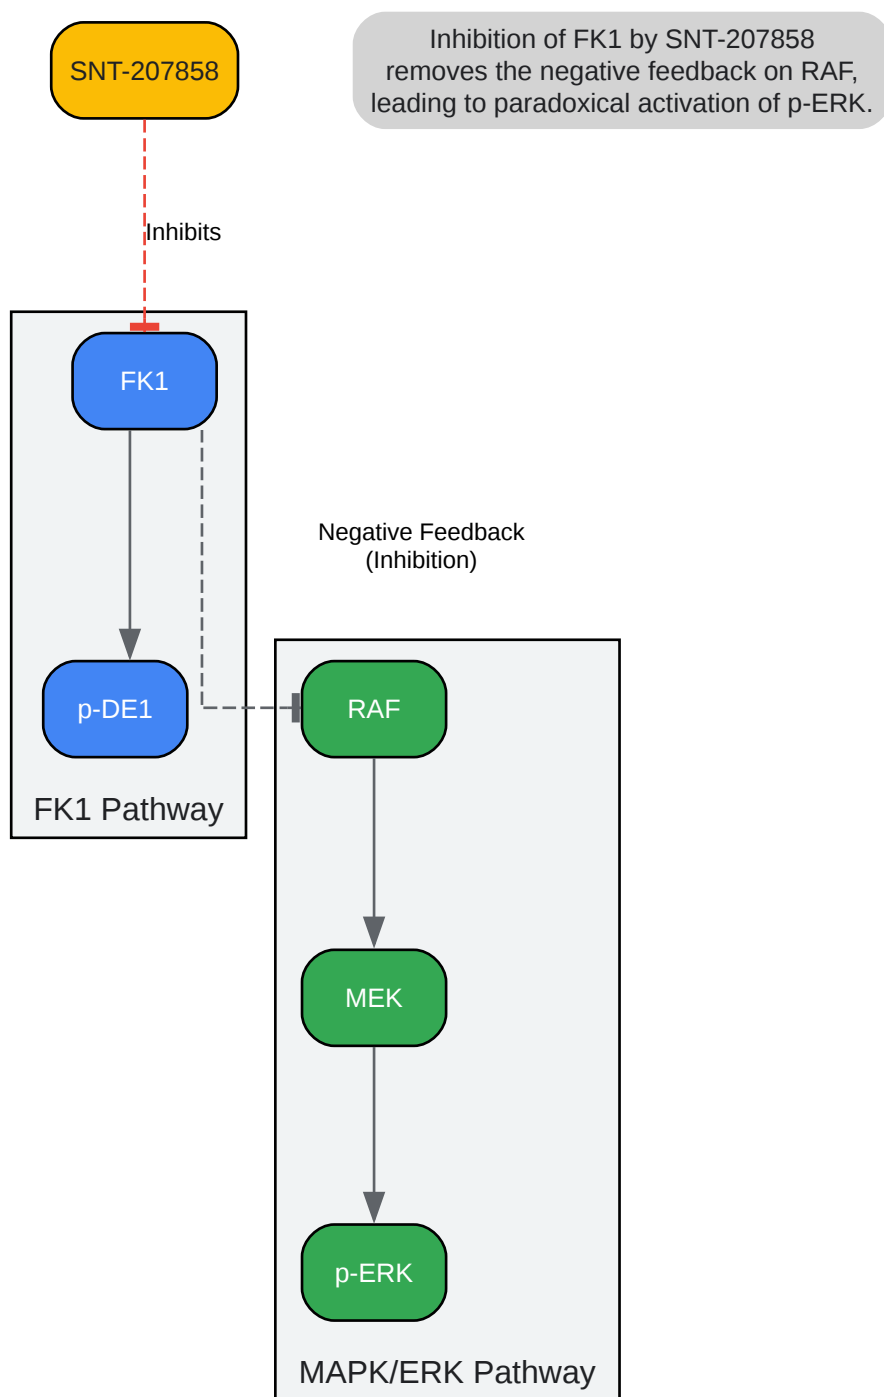 SNT-207858
Inhibition of FK1 by SNT-207858
removes the negative feedback on RAF,
leading to paradoxical activation of p-ERK.
Inhibits
FK1
Negative Feedback
(Inhibition)
p-DE1
RAF
FK1 Pathway
MEK
p-ERK
MAPK/ERK Pathway